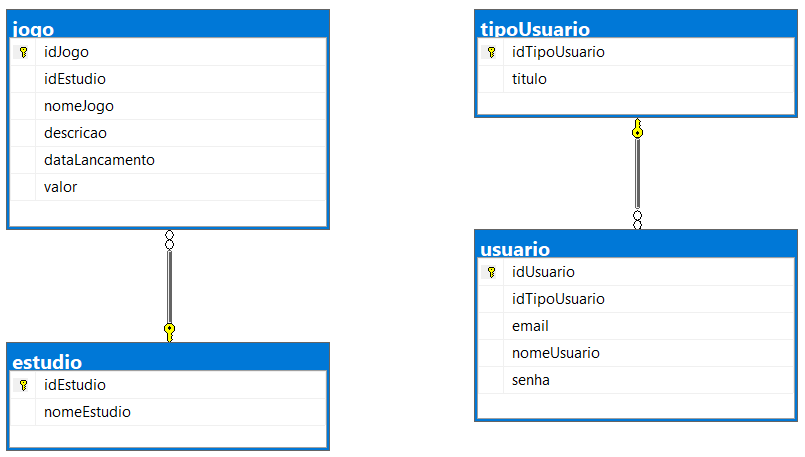 jogo
idJogo
idEstudio
nomeJogo
descricao
dataLancamento
valor
estudio
idEstudio
nomeEstudio
tipoUsuario
idTipoUsuario
titulo
usuario
idUsuario
idTipoUsuario
email
nomeUsuario
senha